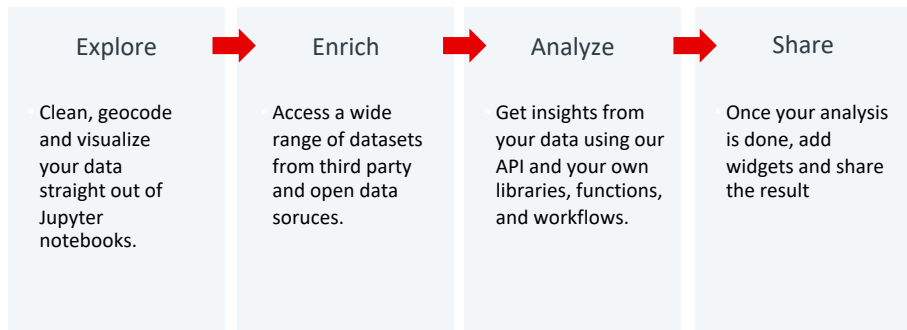 Explore
Clean, geocode
and visualize
your data
straight out of
Jupyter
notebooks.
Enrich
Access a wide
range of datasets
from third party
and open data
soruces.
Analyze
Get insights from
your data using our
API and your own
libraries, functions,
and workflows.
Share
Once your analysis
is done, add
widgets and share
the result